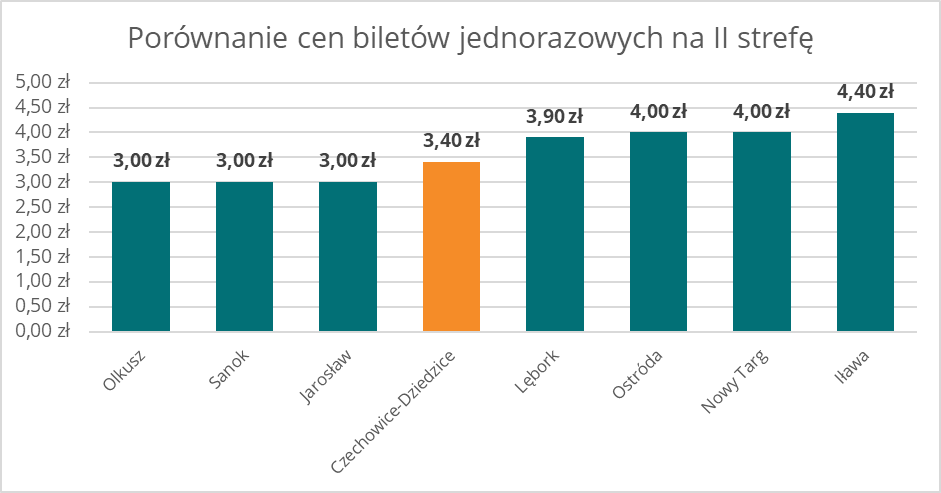 Porównanie cen biletów jednorazowych na II strefę
5,00 zł
4,50 zł
4,00 zł
3,50 zł
3,00 zł
2,50 zł
2,00 zł
1,50 zł
1,00 zł
0,50 zł
0,00 zł
3,00 zł
3,00 zł
3,00 zł
3,40 zł
3,90 zł
4,00 zł
4,00 zł
4,40 zł
Olkusz
Sanok
Jarosław
Czechowice-Dziedzice
Lębork
Ostróda
Nowy Targ
Iława